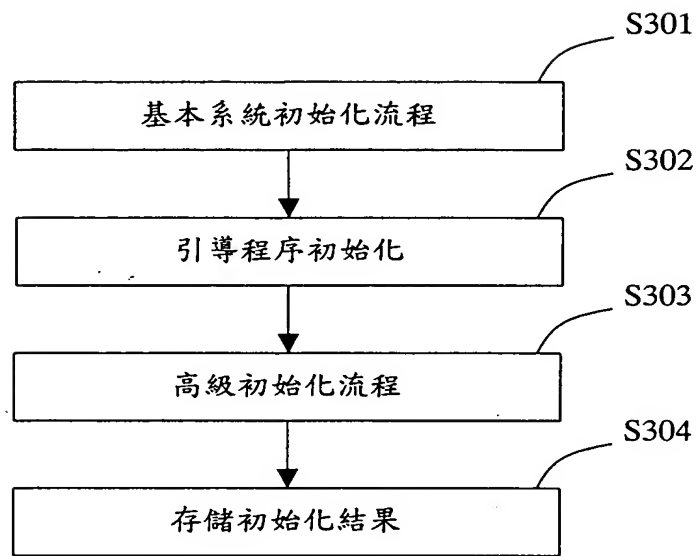 S301
基本系統初始化流程
S302
引導程序初始化
S303
高級初始化流程
S304
存儲初始化結果